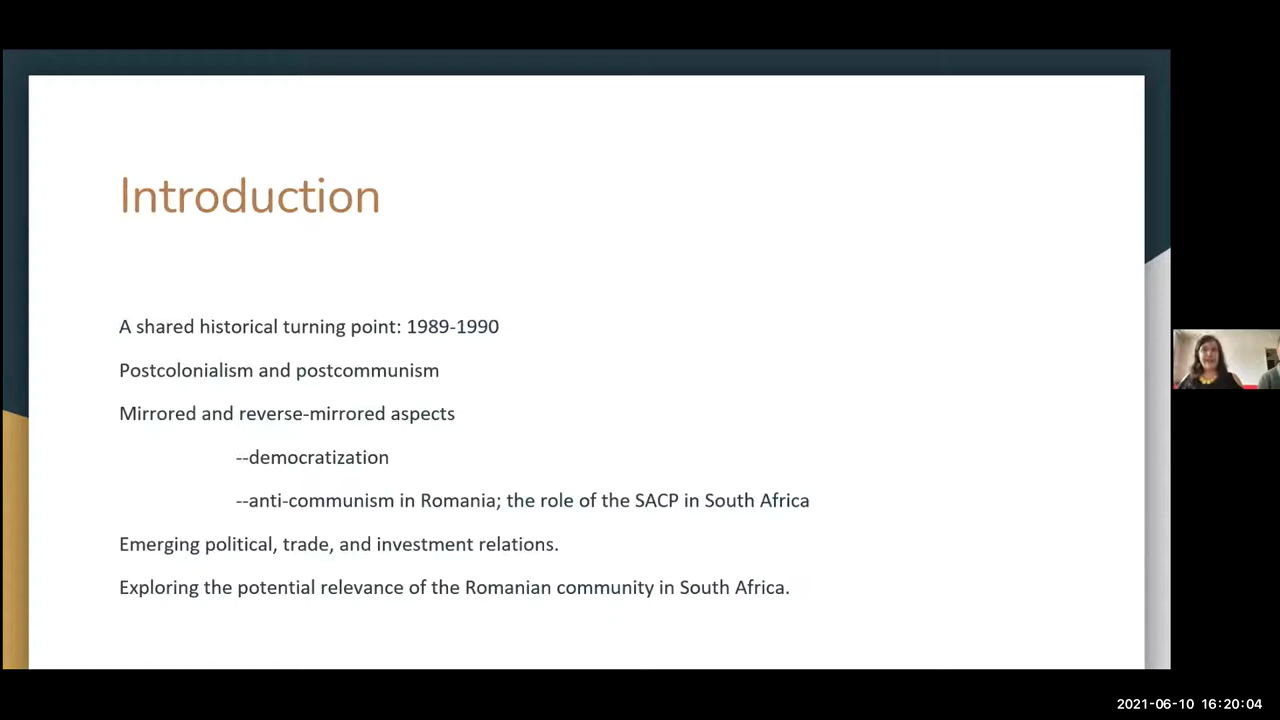 Introduction
A shared historical turning point: 1989-1990
Postcolonialism and postcommunism
Mirrored and reverse-mirrored aspects
--democratization
--anti-communism in Romania; the role of the SACP in South Africa
Emerging political, trade, and investment relations.
Exploring the potential relevance of the Romanian community in South Africa.
2021-06-10 16:20:04